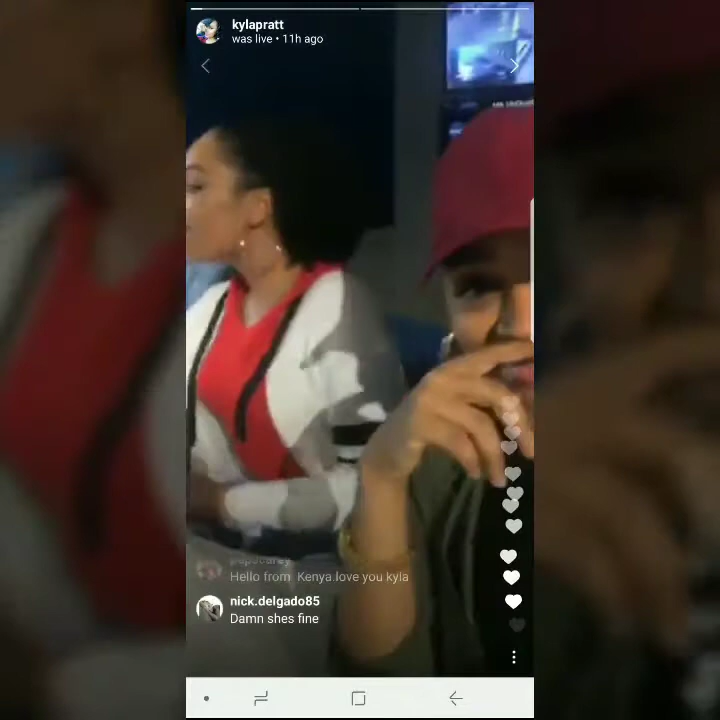 kylapratt
was live • 11h ago
Hello from Kenya love you kyla
nick.delgado85
Damn shes fine